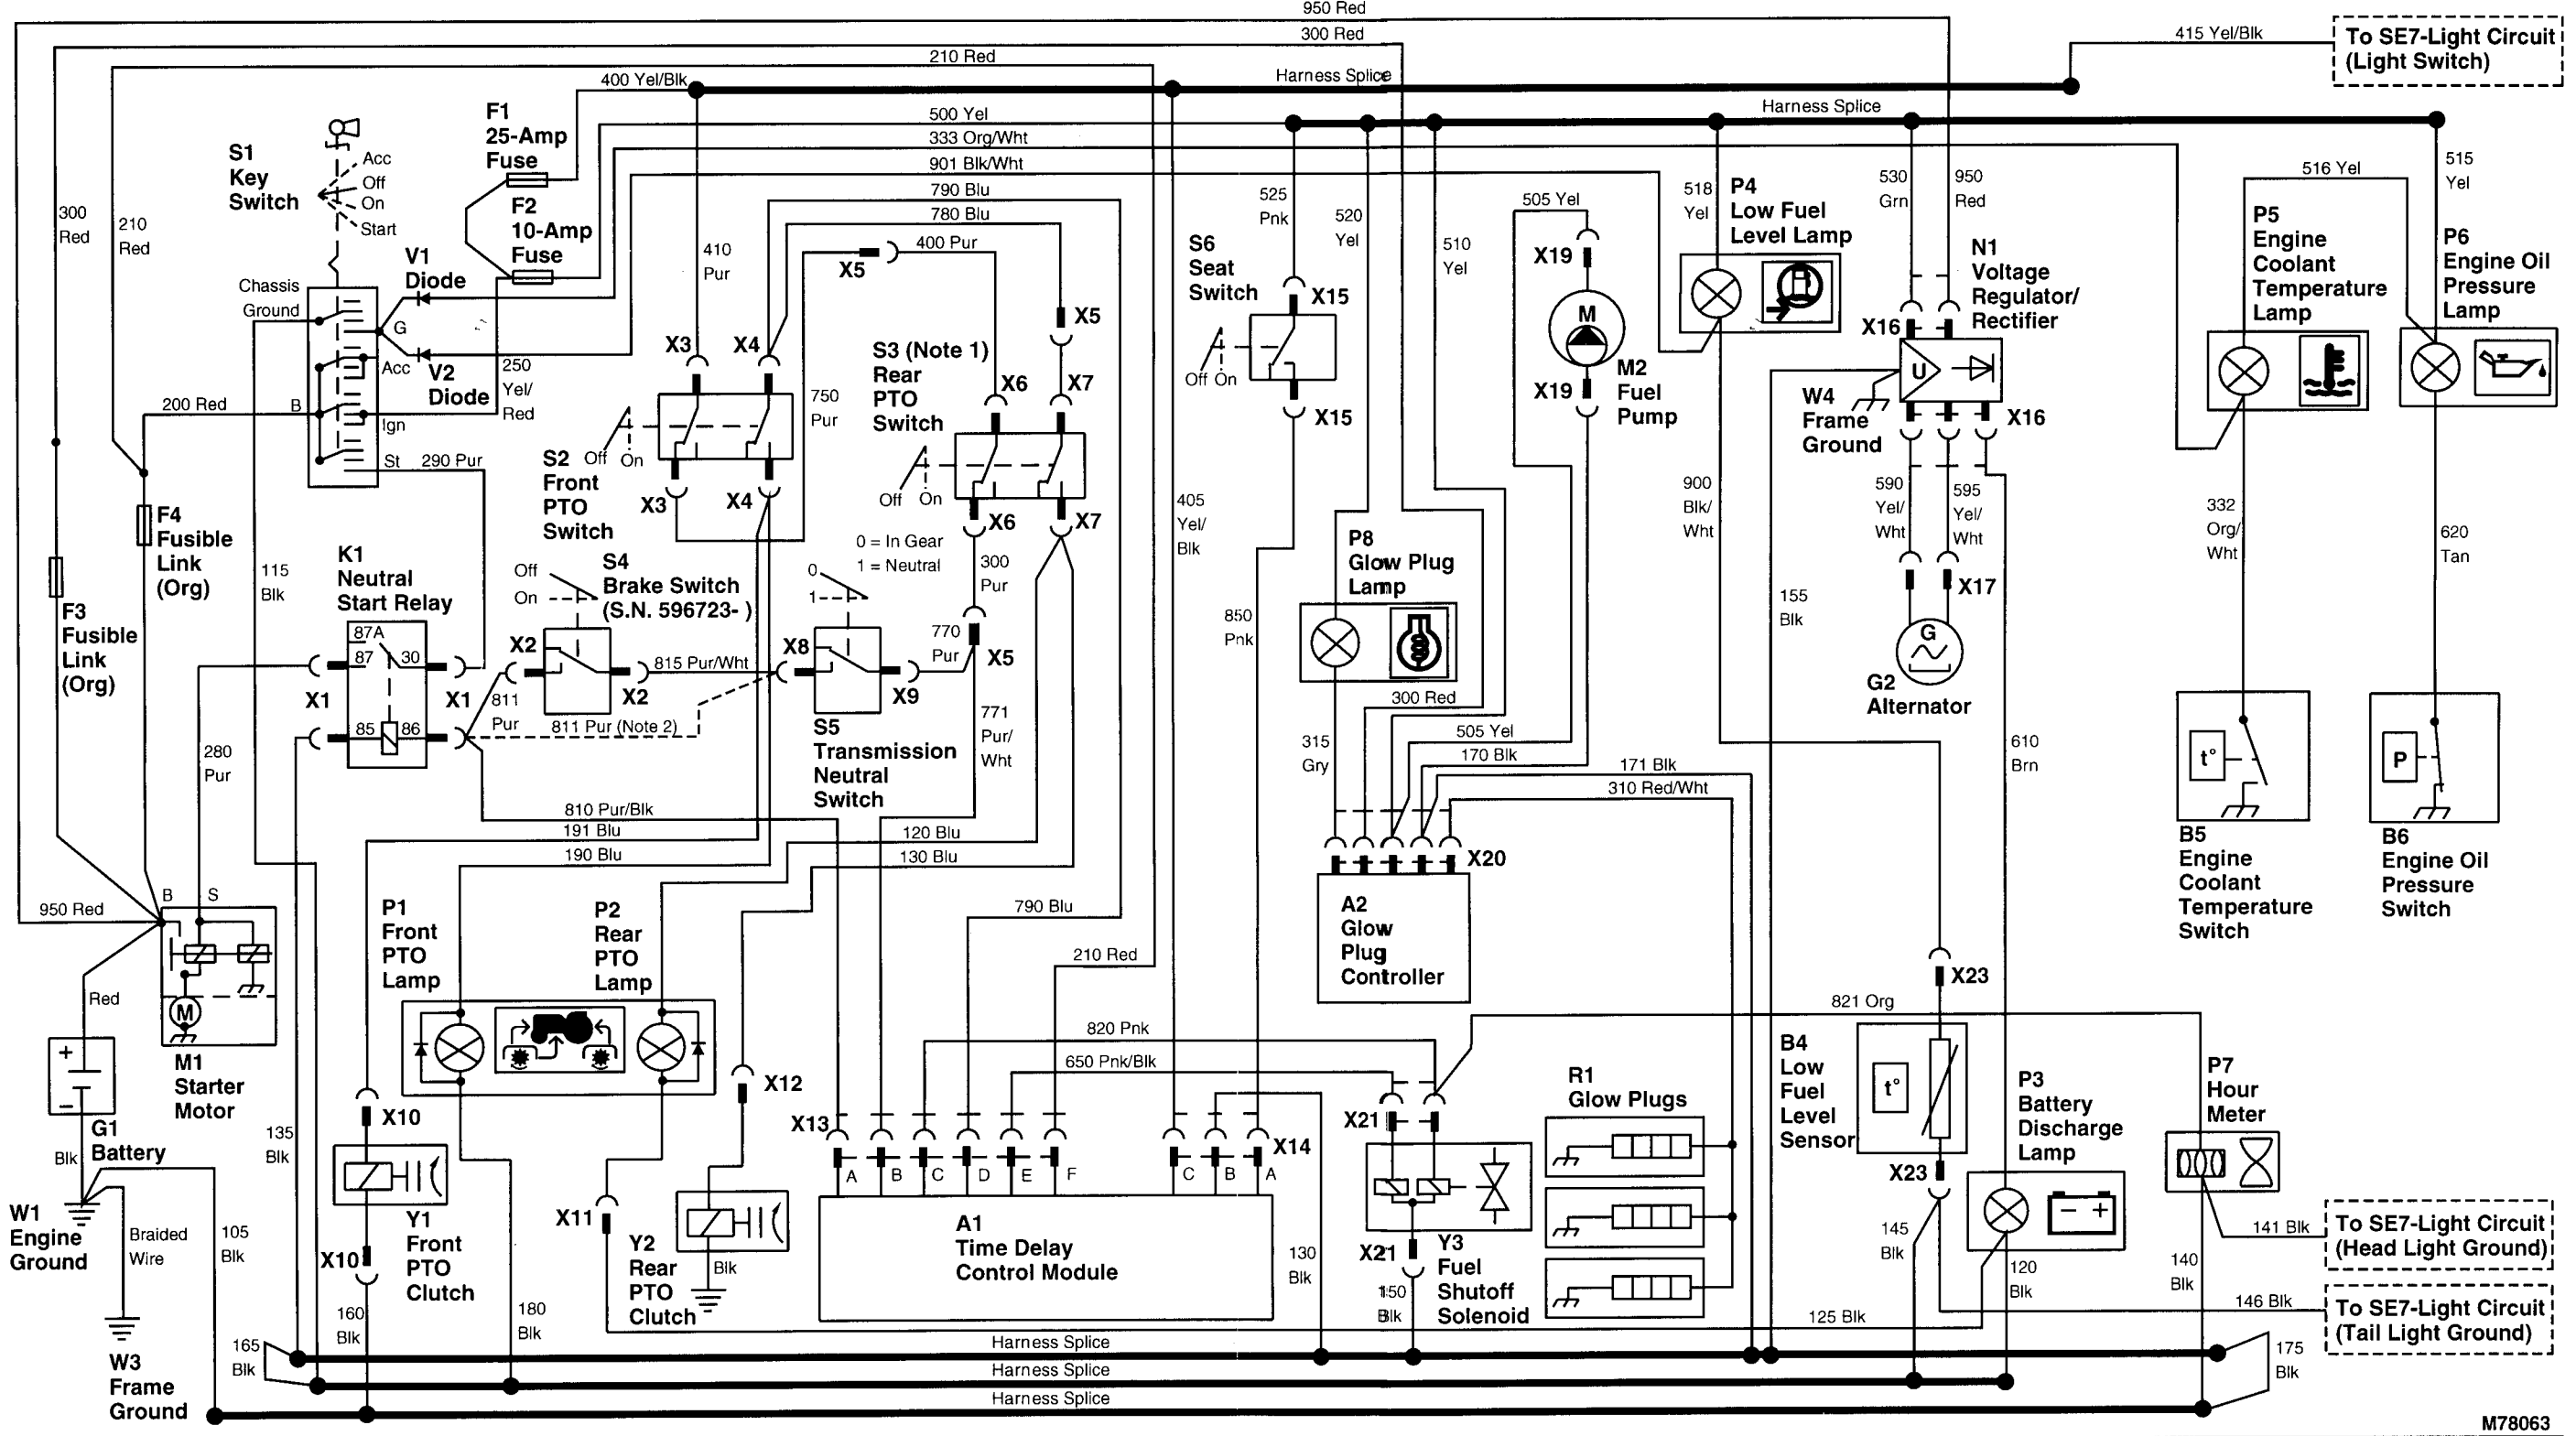 950 Red
300 Red
210 Red
400 Yel/Blk
Harness Splice
415 Yel/Blk
To SE7-Light Circuit
(Light Switch)
F1
25-Amp
Fuse
500 Yel
333 Org/Wht
901 Blk/Wht
790 Blu
780 Blu
400 Pur
Harness Splice
S1
Key
Switch
Acc
Off
On
Start
F2
10-Amp
Fuse
300
Red
210
Red
V1
Diode
Chassis
Ground
G
Acc
V2
Diode
250
Yel/
Red
200 Red
B
Ign
St
290 Pur
410
Pur
X5
X3
X4
750
Pur
S2
Front
PTO
Switch
Off
On
X3
X4
S3 (Note 1)
Rear
PTO
Switch
X5
X6
X7
Off
On
X6
X7
0 = In Gear
1 = Neutral
300
Pur
770
Pur
X5
771
Pur/
Wht
S6
Seat
Switch
525
Pnk
520
Yel
510
Yel
X15
Off On
X15
405
Yel/
Blk
850
Pnk
505 Yel
X19
M
X19
M2
Fuel
Pump
518
Yel
P4
Low Fuel
Level Lamp
530
Grn
950
Red
N1
Voltage
Regulator/
Rectifier
X16
U
W4
Frame
Ground
X16
516 Yel
515
Yel
P5
Engine
Coolant
Temperature
Lamp
P6
Engine Oil
Pressure
Lamp
900
Blk/
Wht
590
Yel/
Wht
595
Yel/
Wht
X17
G
G2
Alternator
155
Blk
332
Org/
Wht
620
Tan
610
Brn
t°
P
B5
Engine
Coolant
Temperature
Switch
B6
Engine Oil
Pressure
Switch
F4
Fusible
Link
(Org)
F3
Fusible
Link
(Org)
115
Blk
K1
Neutral
Start Relay
87A
87
30
85
86
X1
X1
280
Pur
Off
On
S4
Brake Switch
(S.N. 596723- )
X2
811
Pur
X2
815 Pur/Wht
811 Pur (Note 2)
0
1
X8
X9
S5
Transmission
Neutral
Switch
810 Pur/Blk
191 Blu
190 Blu
120 Blu
130 Blu
790 Blu
210 Red
P8
Glow Plug
Lamp
315
Gry
300 Red
505 Yel
170 Blk
171 Blk
310 Red/Wht
X20
A2
Glow
Plug
Controller
950 Red
B
S
M
M1
Starter
Motor
Red
+
−
G1
Battery
Blk
W1
Engine
Ground
Braided
Wire
105
Blk
W3
Frame
Ground
135
Blk
P1
Front
PTO
Lamp
P2
Rear
PTO
Lamp
X10
X10
Y1
Front
PTO
Clutch
160
Blk
180
Blk
165
Blk
X12
X11
Y2
Rear
PTO
Clutch
Blk
X13
A
B
C
D
E
F
C
B
A
X14
A1
Time Delay
Control Module
820 Pnk
650 Pnk/Blk
130
Blk
X21
X21
Y3
Fuel
Shutoff
Solenoid
150
Blk
R1
Glow Plugs
821 Org
X23
B4
Low
Fuel
Level
Sensor
t°
X23
145
Blk
P3
Battery
Discharge
Lamp
− +
120
Blk
125 Blk
P7
Hour
Meter
140
Blk
141 Blk
To SE7-Light Circuit
(Head Light Ground)
146 Blk
To SE7-Light Circuit
(Tail Light Ground)
175
Blk
Harness Splice
Harness Splice
Harness Splice
M78063